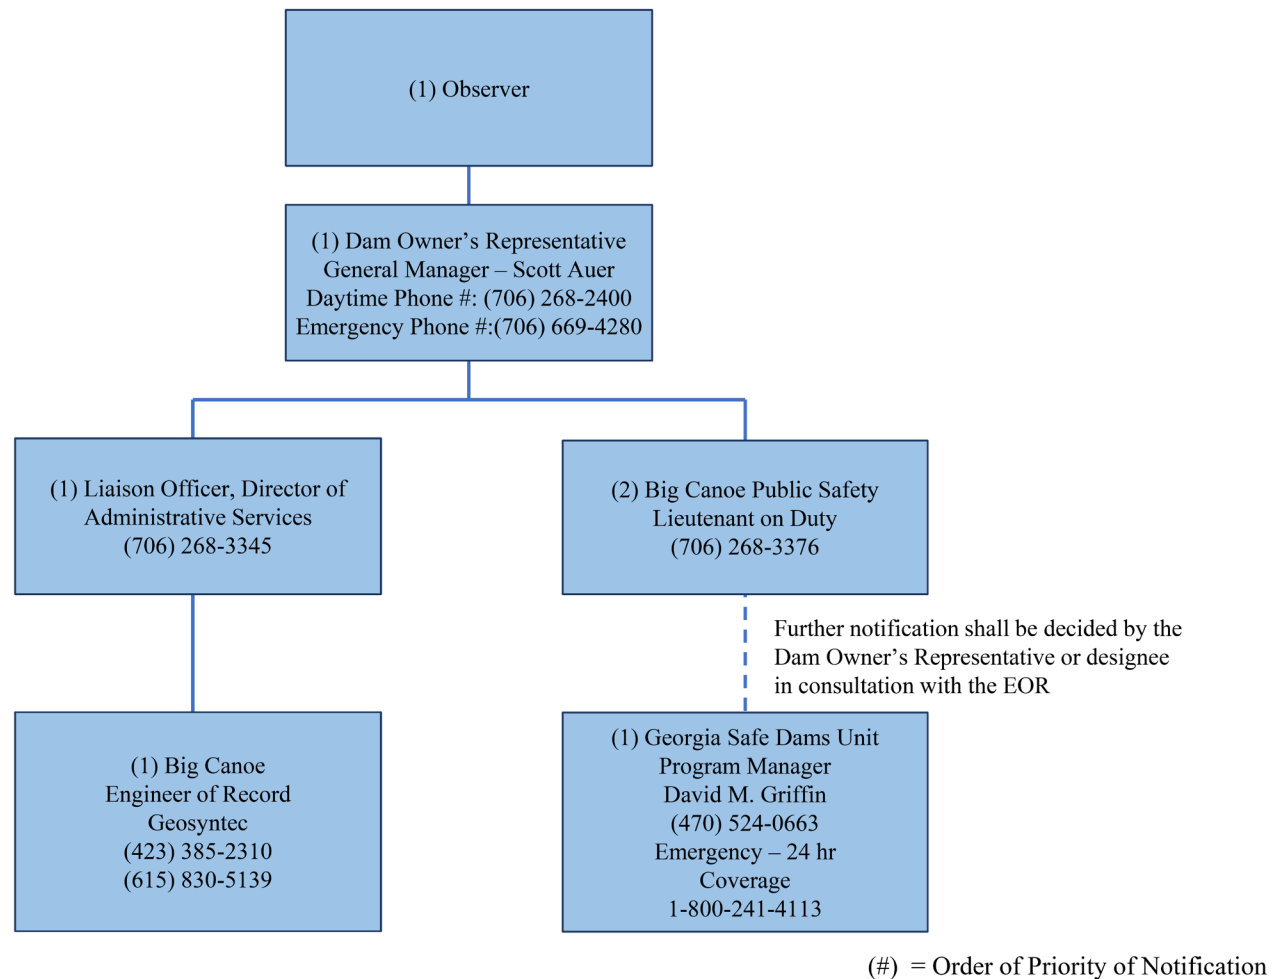 (1) Observer
(1) Dam Owner’s Representative
General Manager – Scott Auer
Daytime Phone #: (706) 268-2400
Emergency Phone #:(706) 669-4280
(1) Liaison Officer, Director of
Administrative Services
(706) 268-3345
(2) Big Canoe Public Safety
Lieutenant on Duty
(706) 268-3376
Further notification shall be decided by the
Dam Owner’s Representative or designee
in consultation with the EOR
(1) Big Canoe
Engineer of Record
Geosyntec
(423) 385-2310
(615) 830-5139
(1) Georgia Safe Dams Unit
Program Manager
David M. Griffin
(470) 524-0663
Emergency – 24 hr
Coverage
1-800-241-4113
(#) = Order of Priority of Notification